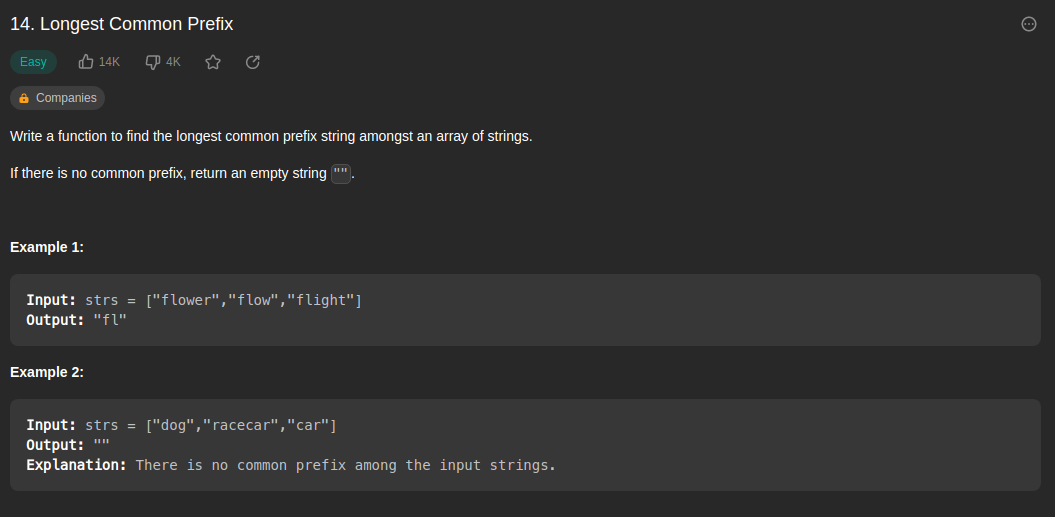 14. Longest Common Prefix
Easy 14K 4K
Companies
Write a function to find the longest common prefix string amongst an array of strings.
If there is no common prefix, return an empty string "".
Example 1:
Input: strs = ["flower","flow","flight"]
Output: "fl"
Example 2:
Input: strs = ["dog","racecar","car"]
Output: ""
Explanation: There is no common prefix among the input strings.